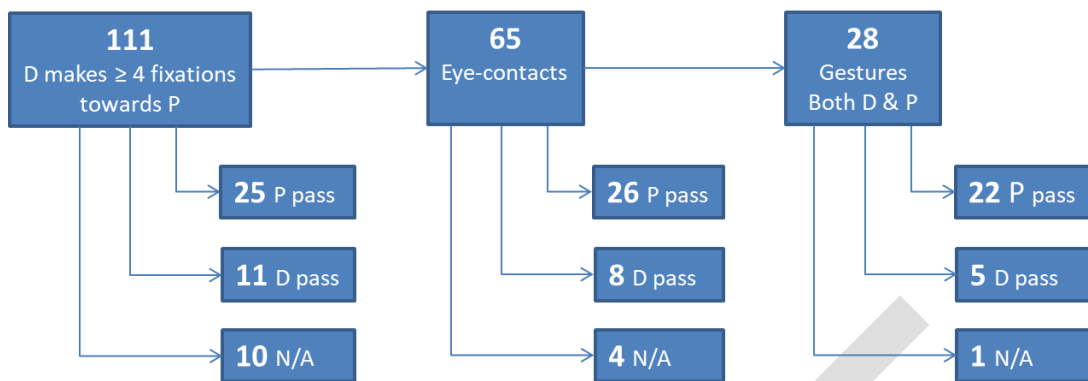 111
D makes ≥ 4 fixations
towards P
65
Eye-contacts
28
Gestures
Both D & P
25 P pass
26 P pass
22 P pass
11 D pass
8 D pass
5 D pass
10 N/A
4 N/A
1 N/A